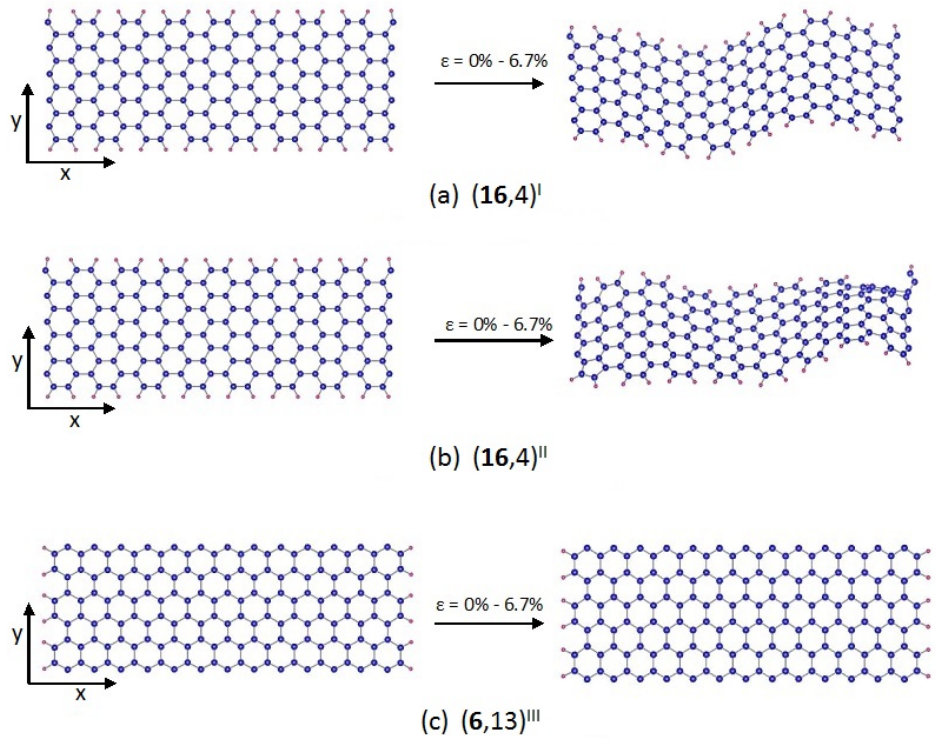 y
x
ε = 0% - 6.7%
(a) (16,4)ᴵ
y
x
ε = 0% - 6.7%
(b) (16,4)ᴵᴵ
y
x
ε = 0% - 6.7%
(c) (6,13)ᴵᴵᴵ